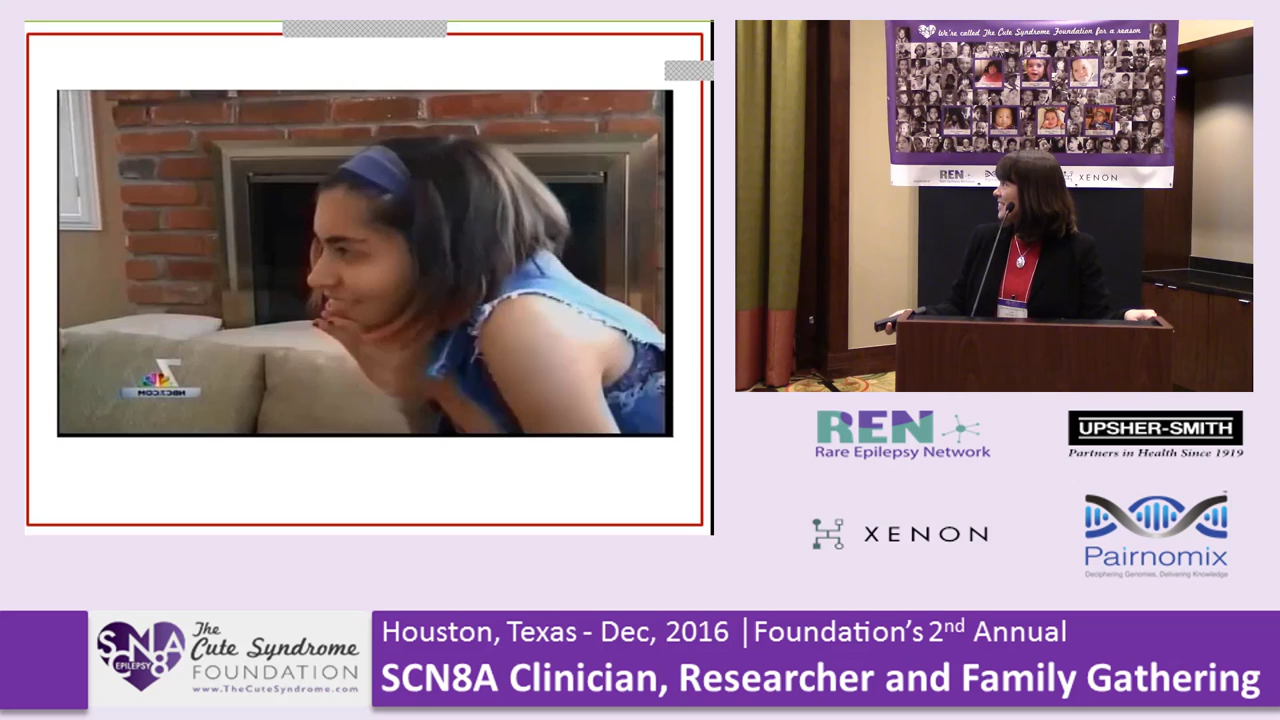 We're called The Cute Syndrome Foundation for a reason
REN
XENON
REN
Rare Epilepsy Network
UPSHER-SMITH
Partners in Health Since 1919
XENON
Pairnomix
Deciphering Genomes, Delivering Knowledge
SCN8A
EPILEPSY
The
Cute Syndrome
FOUNDATION
www.TheCuteSyndrome.com
Houston, Texas - Dec, 2016 | Foundation's 2nd Annual
SCN8A Clinician, Researcher and Family Gathering